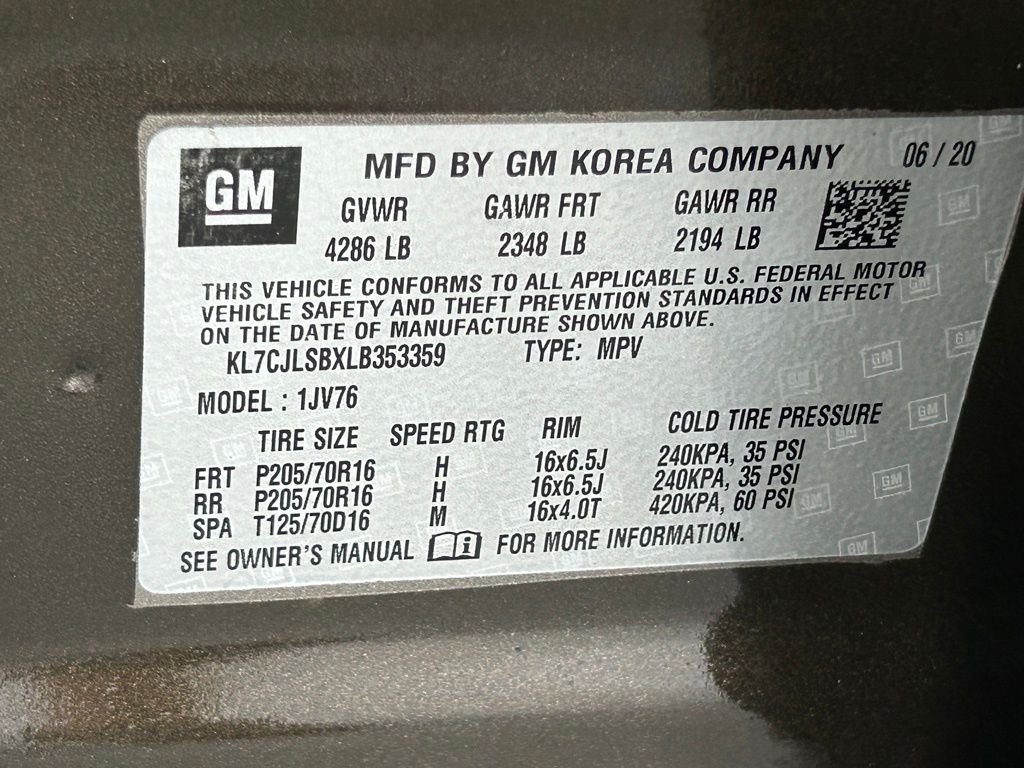 GM MFD BY GM KOREA COMPANY 06 / 20
GVWR GAWR FRT GAWR RR
4286 LB 2348 LB 2194 LB
THIS VEHICLE CONFORMS TO ALL APPLICABLE U.S. FEDERAL MOTOR
VEHICLE SAFETY AND THEFT PREVENTION STANDARDS IN EFFECT
ON THE DATE OF MANUFACTURE SHOWN ABOVE.
KL7CJLSBXLB353359 TYPE: MPV
MODEL : 1JV76
TIRE SIZE SPEED RTG RIM COLD TIRE PRESSURE
FRT P205/70R16 H 16x6.5J 240KPA, 35 PSI
RR P205/70R16 H 16x6.5J 240KPA, 35 PSI
SPA T125/70D16 M 16x4.0T 420KPA, 60 PSI
SEE OWNER'S MANUAL FOR MORE INFORMATION.